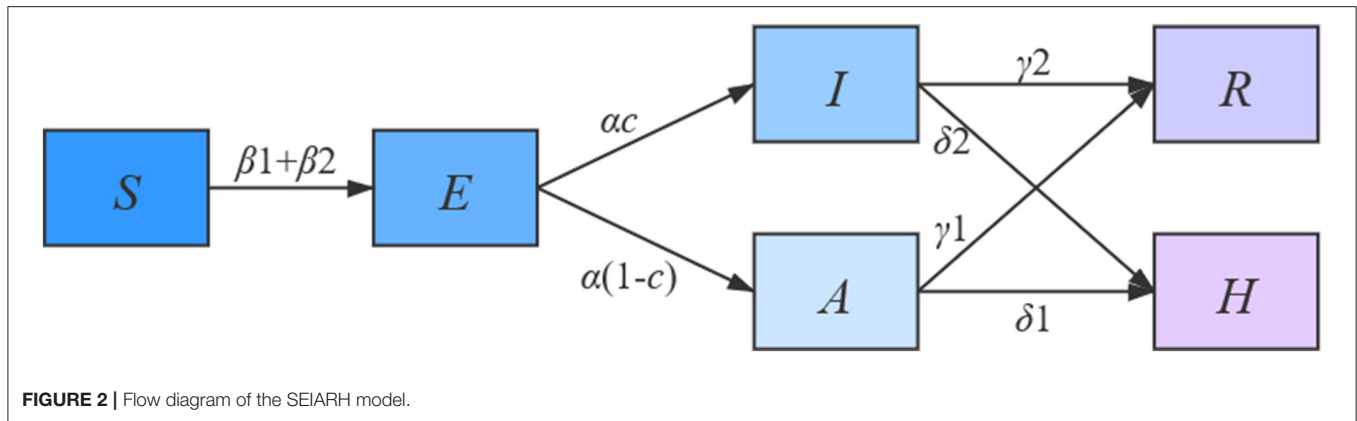 I
γ2
R
αc
δ2
S
β1+β2
E
γ1
α(1-c)
A
δ1
H
FIGURE 2 | Flow diagram of the SEIARH model.